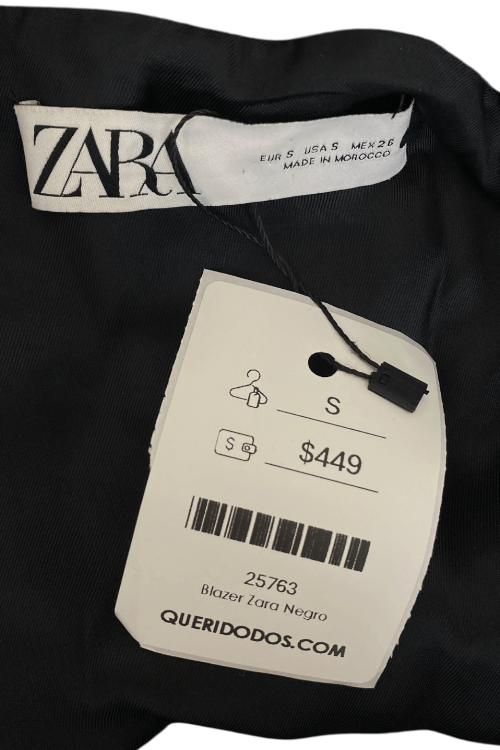 ZARA
EUR S USA S MEX 26
MADE IN MOROCCO
S
$
$449
25763
Blazer Zara Negro
QUERIDODOS.COM